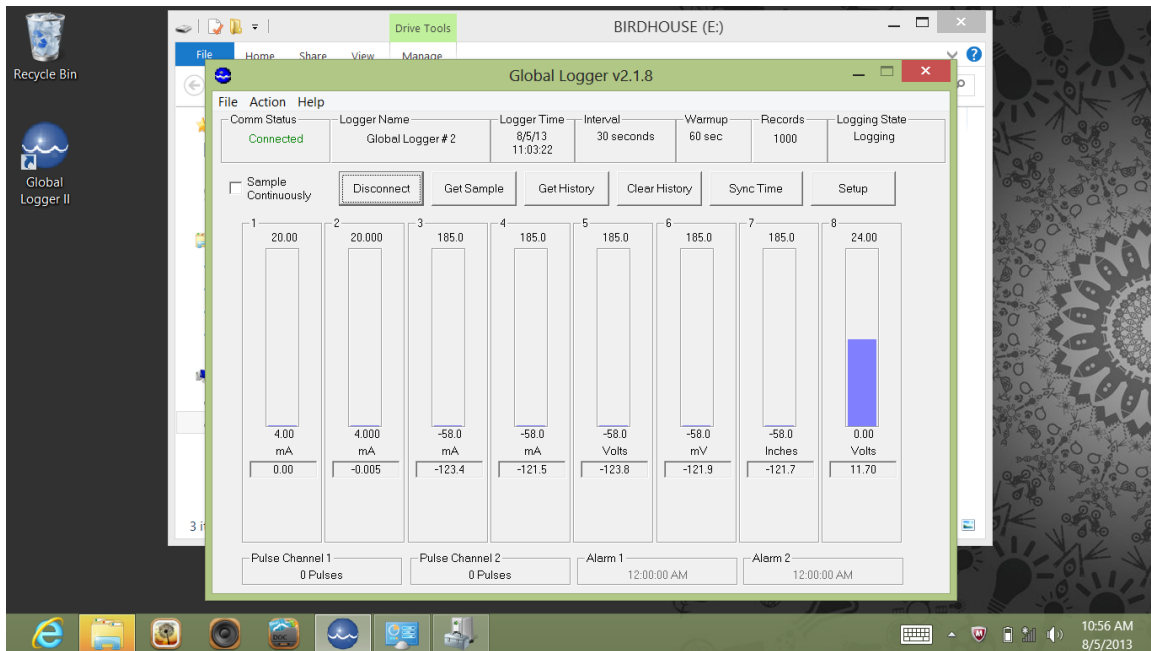 Recycle Bin
Global
Logger II
Drive Tools
BIRDHOUSE (E:)
File Home Share View Manage
Global Logger v2.1.8
File Action Help
Comm Status
Connected
Logger Name
Global Logger # 2
Logger Time
8/5/13
11:03:22
Interval
30 seconds
Warmup
60 sec
Records
1000
Logging State
Logging
Sample
Continuously
Disconnect
Get Sample
Get History
Clear History
Sync Time
Setup
1 2 3 4 5 6 7 8
20.00 20.000 185.0 185.0 185.0 185.0 185.0 24.00
4.00 4.000 -58.0 -58.0 -58.0 -58.0 -58.0 0.00
mA mA mA mA Volts mV Inches Volts
0.00 -0.005 -123.4 -121.5 -123.8 -121.9 -121.7 11.70
3 it
Pulse Channel 1
0 Pulses
Pulse Channel 2
0 Pulses
Alarm 1
12:00:00 AM
Alarm 2
12:00:00 AM
DOC
10:56 AM
8/5/2013